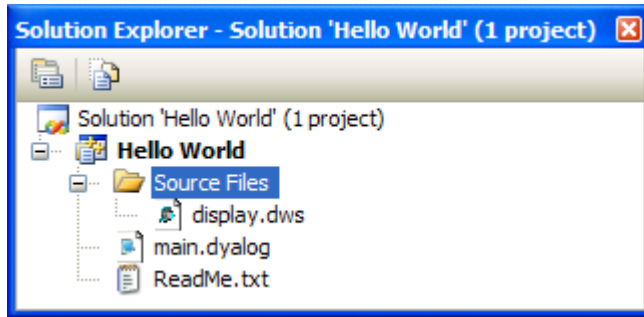 Solution Explorer - Solution 'Hello World' (1 project)
Solution 'Hello World' (1 project)
Hello World
Source Files
display.dws
main.dyalog
ReadMe.txt